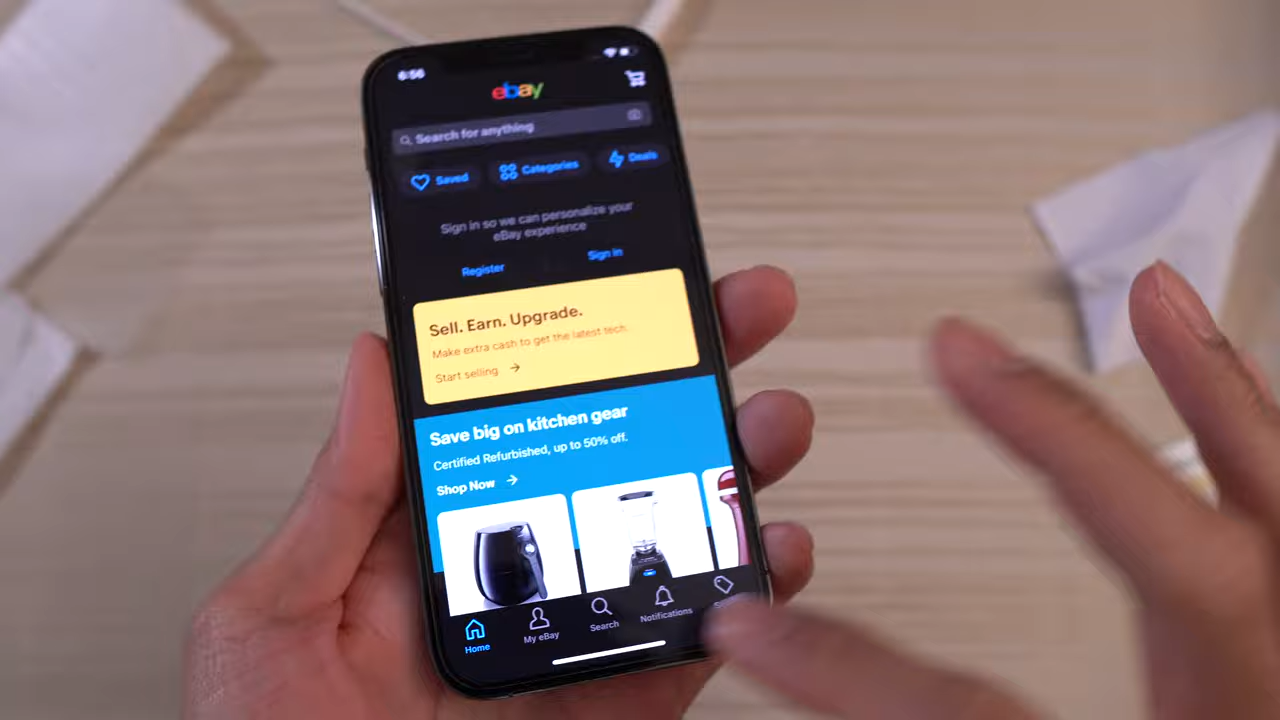 6:56
ebay
Search for anything
Saved
Categories
Deals
Sign in so we can personalize your
eBay experience
Register
Sign in
Sell. Earn. Upgrade.
Make extra cash to get the latest tech.
Start selling
Save big on kitchen gear
Certified Refurbished, up to 50% off.
Shop Now
Home
My eBay
Search
Notifications